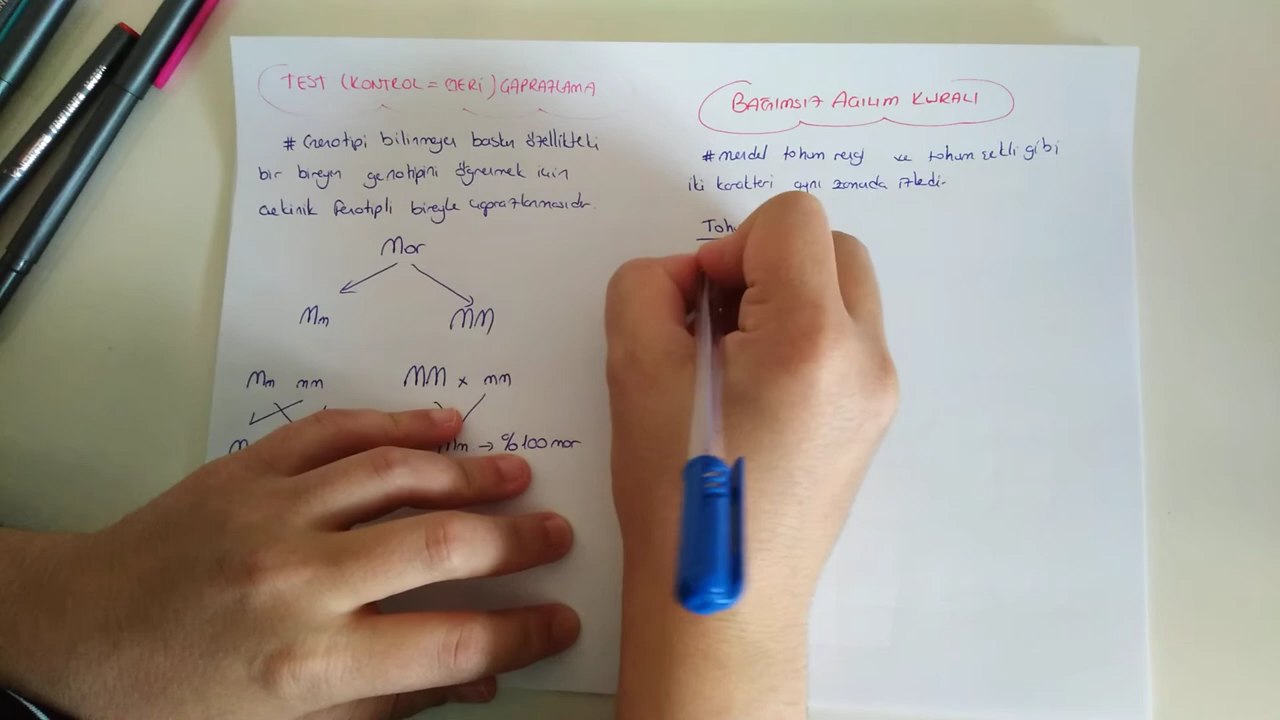 TEST (KONTROL = GERİ) ÇAPRAZLAMA
# Genotipi bilinmeyen baskın özellikteki
bir bireyin genotipini öğrenmek için
çekinik fenotipli bireyle çaprazlanmasıdır.
Mor
Mm MM
Mm mm MM x mm
Mm → %100 mor
BAĞIMSIZ AÇILIM KURALI
# mendel tohum rengi ve tohum şekli gibi
iki karakteri aynı zamanda izledi.
Toh